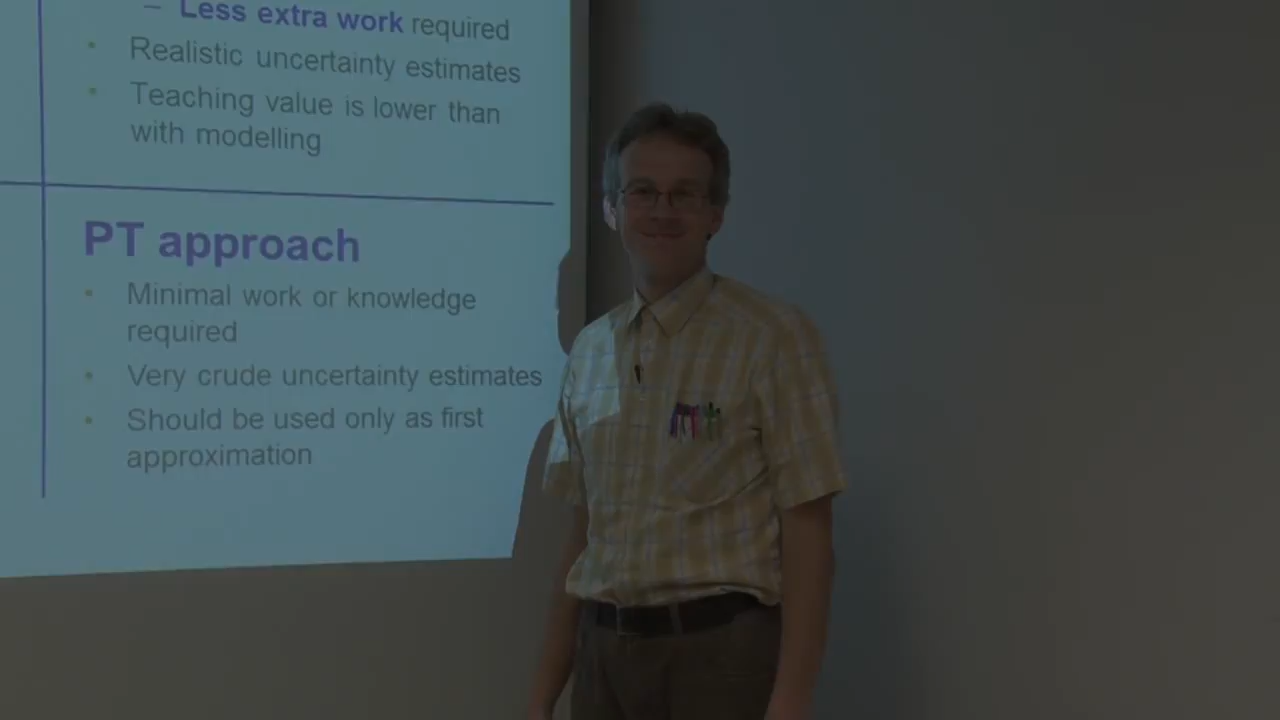 – Less extra work required
• Realistic uncertainty estimates
• Teaching value is lower than
with modelling
PT approach
• Minimal work or knowledge
required
• Very crude uncertainty estimates
• Should be used only as first
approximation